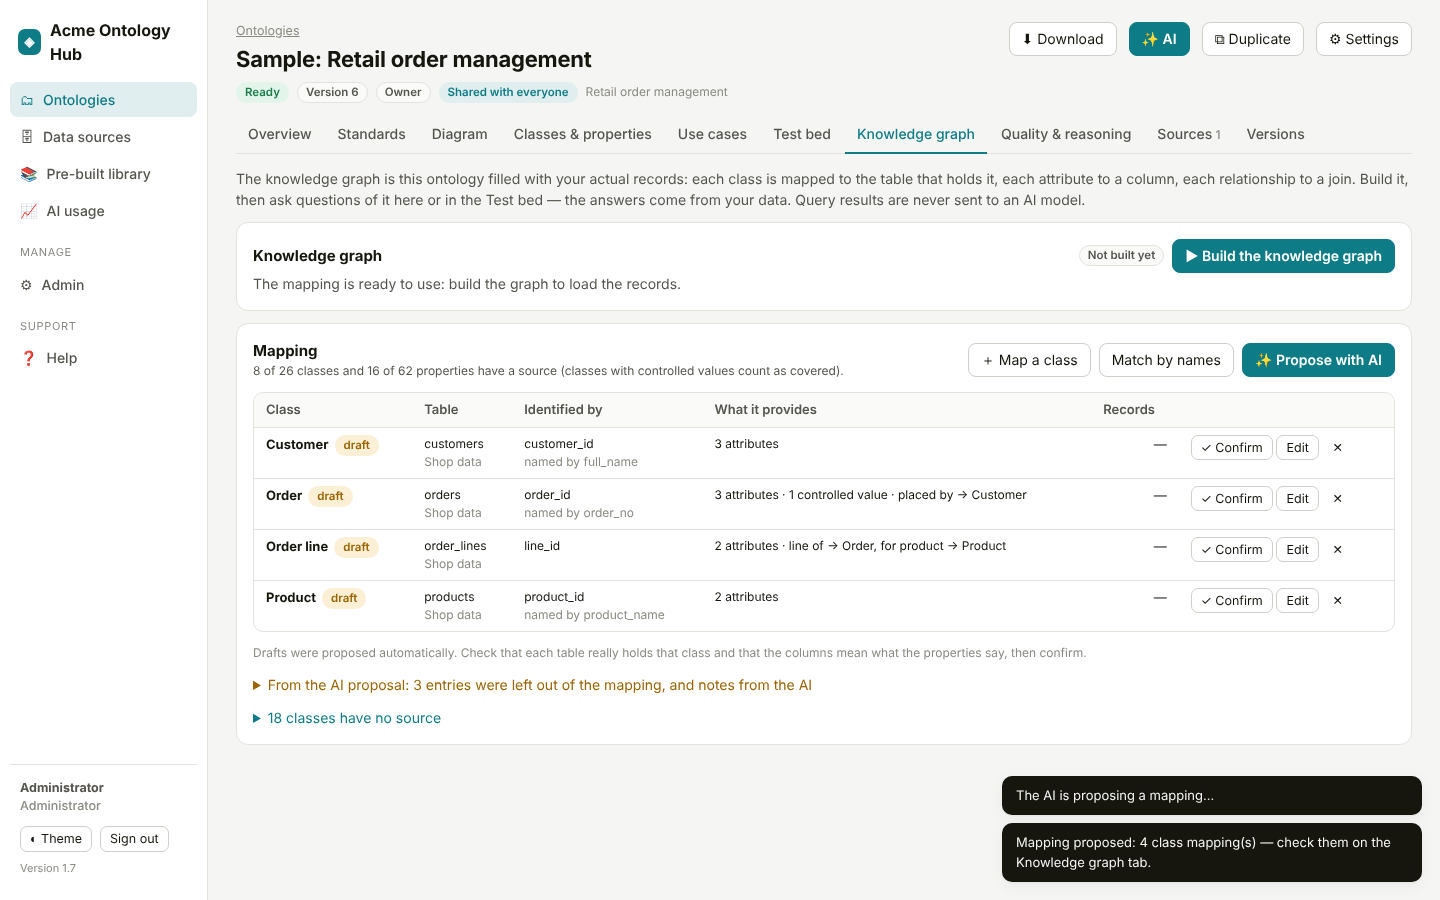 Acme Ontology
Hub
Ontologies
Data sources
Pre-built library
AI usage
MANAGE
Admin
SUPPORT
Help
Administrator
Administrator
Theme
Sign out
Version 1.7
Ontologies
Sample: Retail order management
Download
AI
Duplicate
Settings
Ready
Version 6
Owner
Shared with everyone
Retail order management
Overview
Standards
Diagram
Classes & properties
Use cases
Test bed
Knowledge graph
Quality & reasoning
Sources 1
Versions
The knowledge graph is this ontology filled with your actual records: each class is mapped to the table that holds it, each attribute to a column, each relationship to a join. Build it,
then ask questions of it here or in the Test bed — the answers come from your data. Query results are never sent to an AI model.
Knowledge graph
Not built yet
▶ Build the knowledge graph
The mapping is ready to use: build the graph to load the records.
Mapping
8 of 26 classes and 16 of 62 properties have a source (classes with controlled values count as covered).
+ Map a class
Match by names
Propose with AI
Class Table Identified by What it provides Records
Customer draft customers customer_id 3 attributes — ✓ Confirm Edit ✕
Shop data named by full_name
Order draft orders order_id 3 attributes · 1 controlled value · placed by → Customer — ✓ Confirm Edit ✕
Shop data named by order_no
Order line draft order_lines line_id 2 attributes · line of → Order, for product → Product — ✓ Confirm Edit ✕
Shop data
Product draft products product_id 2 attributes — ✓ Confirm Edit ✕
Shop data named by product_name
Drafts were proposed automatically. Check that each table really holds that class and that the columns mean what the properties say, then confirm.
▶ From the AI proposal: 3 entries were left out of the mapping, and notes from the AI
▶ 18 classes have no source
The AI is proposing a mapping...
Mapping proposed: 4 class mapping(s) — check them on the
Knowledge graph tab.